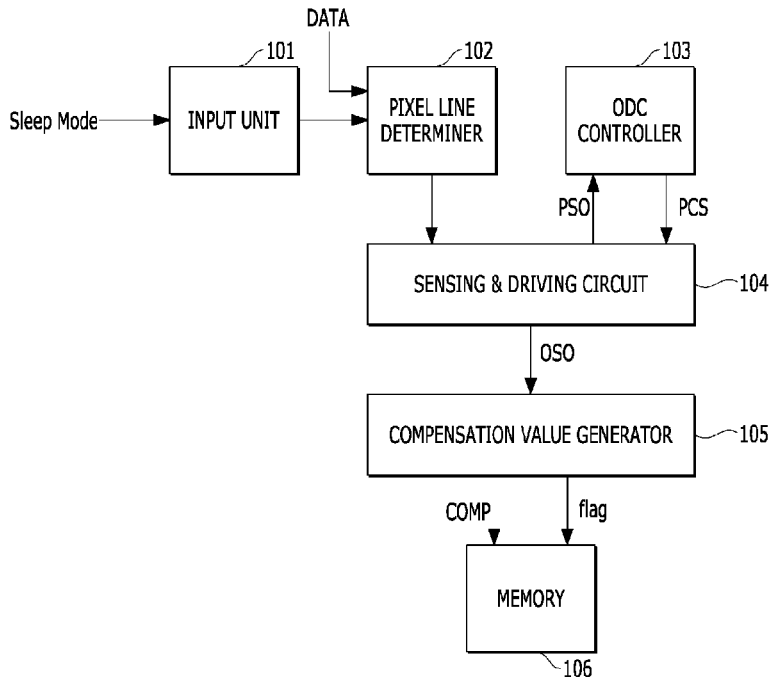 DATA
101
102
103
Sleep Mode
INPUT UNIT
PIXEL LINE
DETERMINER
ODC
CONTROLLER
PSO
PCS
SENSING & DRIVING CIRCUIT
104
OSO
COMPENSATION VALUE GENERATOR
105
COMP
flag
MEMORY
106